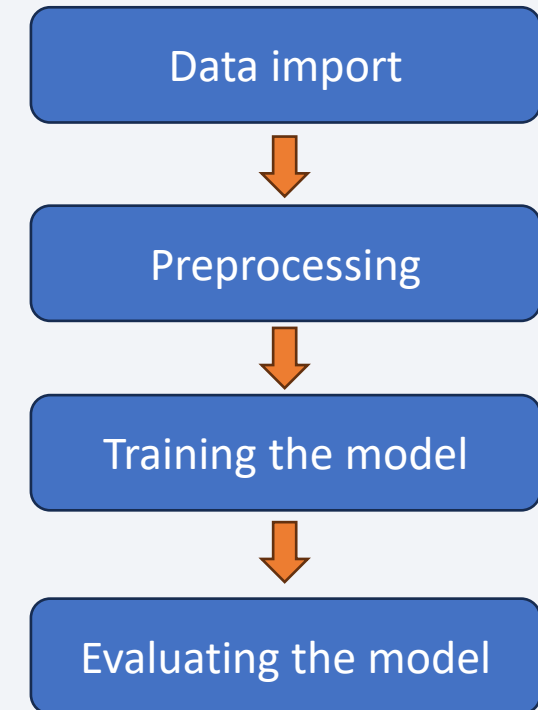 Data import
Preprocessing
Training the model
Evaluating the model